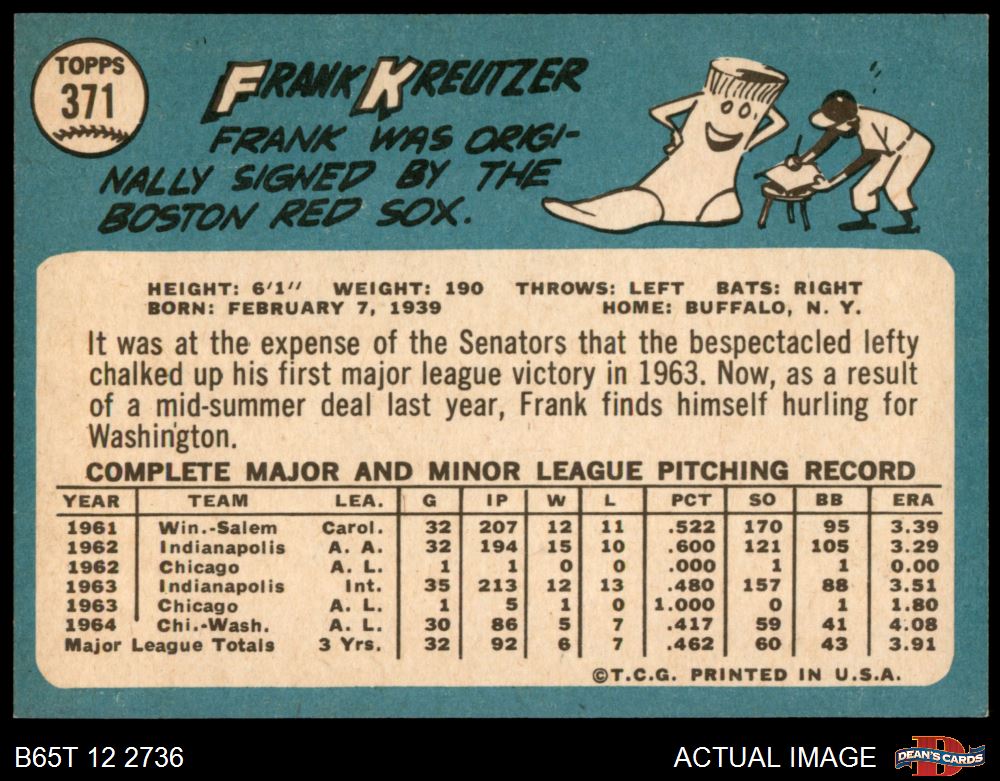 TOPPS
371
FRANK KREUTZER
FRANK WAS ORIGI-
NALLY SIGNED BY THE
BOSTON RED SOX.
HEIGHT: 6'1" WEIGHT: 190 THROWS: LEFT BATS: RIGHT
BORN: FEBRUARY 7, 1939 HOME: BUFFALO, N. Y.
It was at the expense of the Senators that the bespectacled lefty
chalked up his first major league victory in 1963. Now, as a result
of a mid-summer deal last year, Frank finds himself hurling for
Washington.
COMPLETE MAJOR AND MINOR LEAGUE PITCHING RECORD
YEAR TEAM LEA. G IP W L PCT SO BB ERA
1961 Win.-Salem Carol. 32 207 12 11 .522 170 95 3.39
1962 Indianapolis A. A. 32 194 15 10 .600 121 105 3.29
1962 Chicago A. L. 1 1 0 0 .000 1 1 0.00
1963 Indianapolis Int. 35 213 12 13 .480 157 88 3.51
1963 Chicago A. L. 1 5 1 0 1.000 0 1 1.80
1964 Chi.-Wash. A. L. 30 86 5 7 .417 59 41 4.08
Major League Totals 3 Yrs. 32 92 6 7 .462 60 43 3.91
©T.C.G. PRINTED IN U.S.A.
B65T 12 2736 ACTUAL IMAGE DEAN'S CARDS